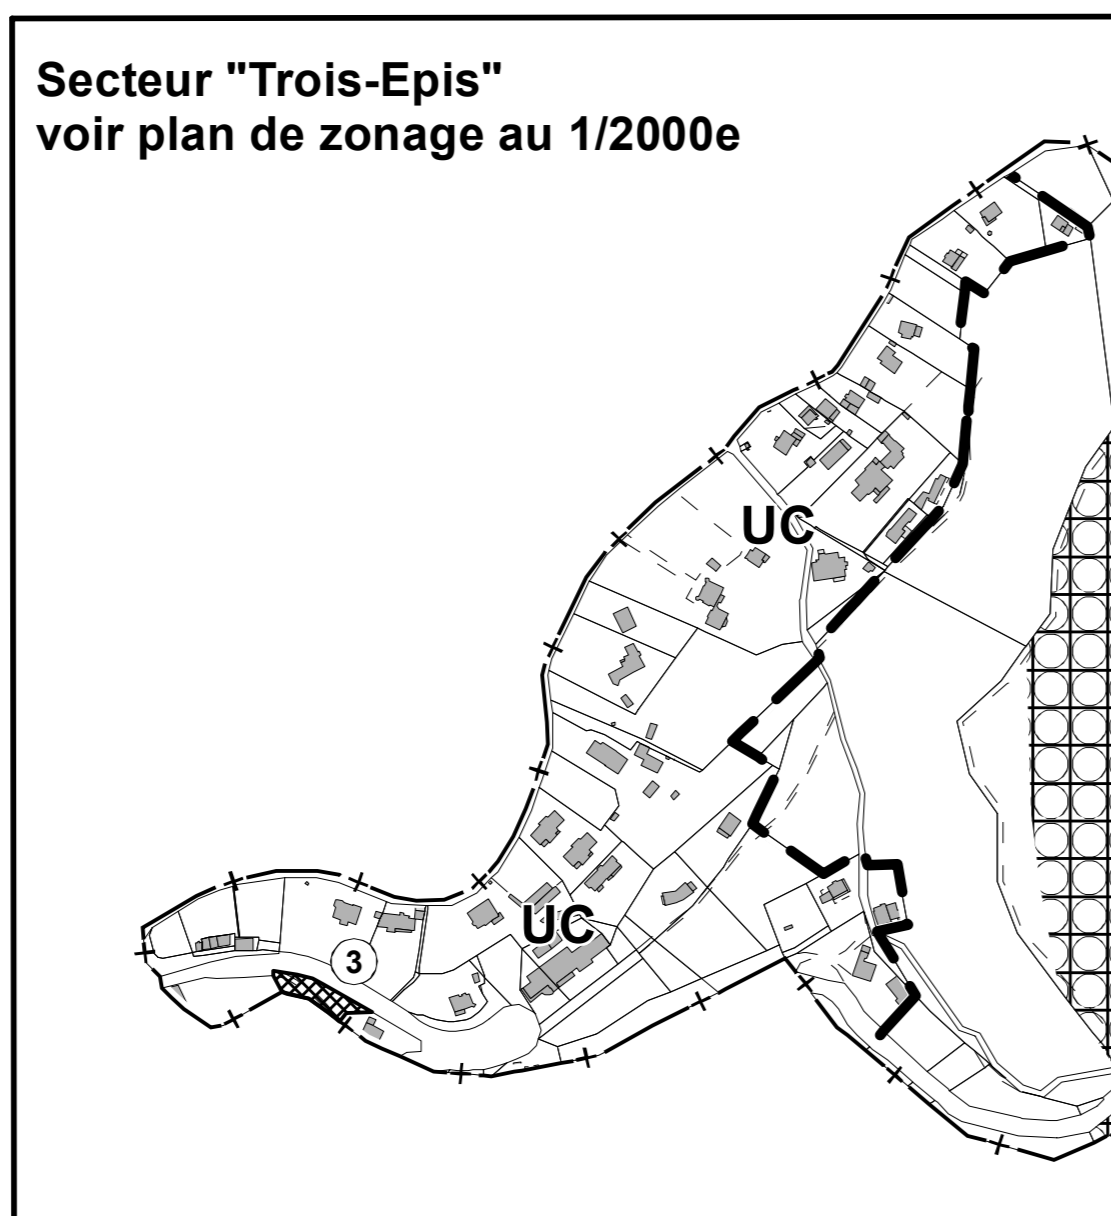 Secteur "Trois-Epis"
voir plan de zonage au 1/2000e
UC
UC
3